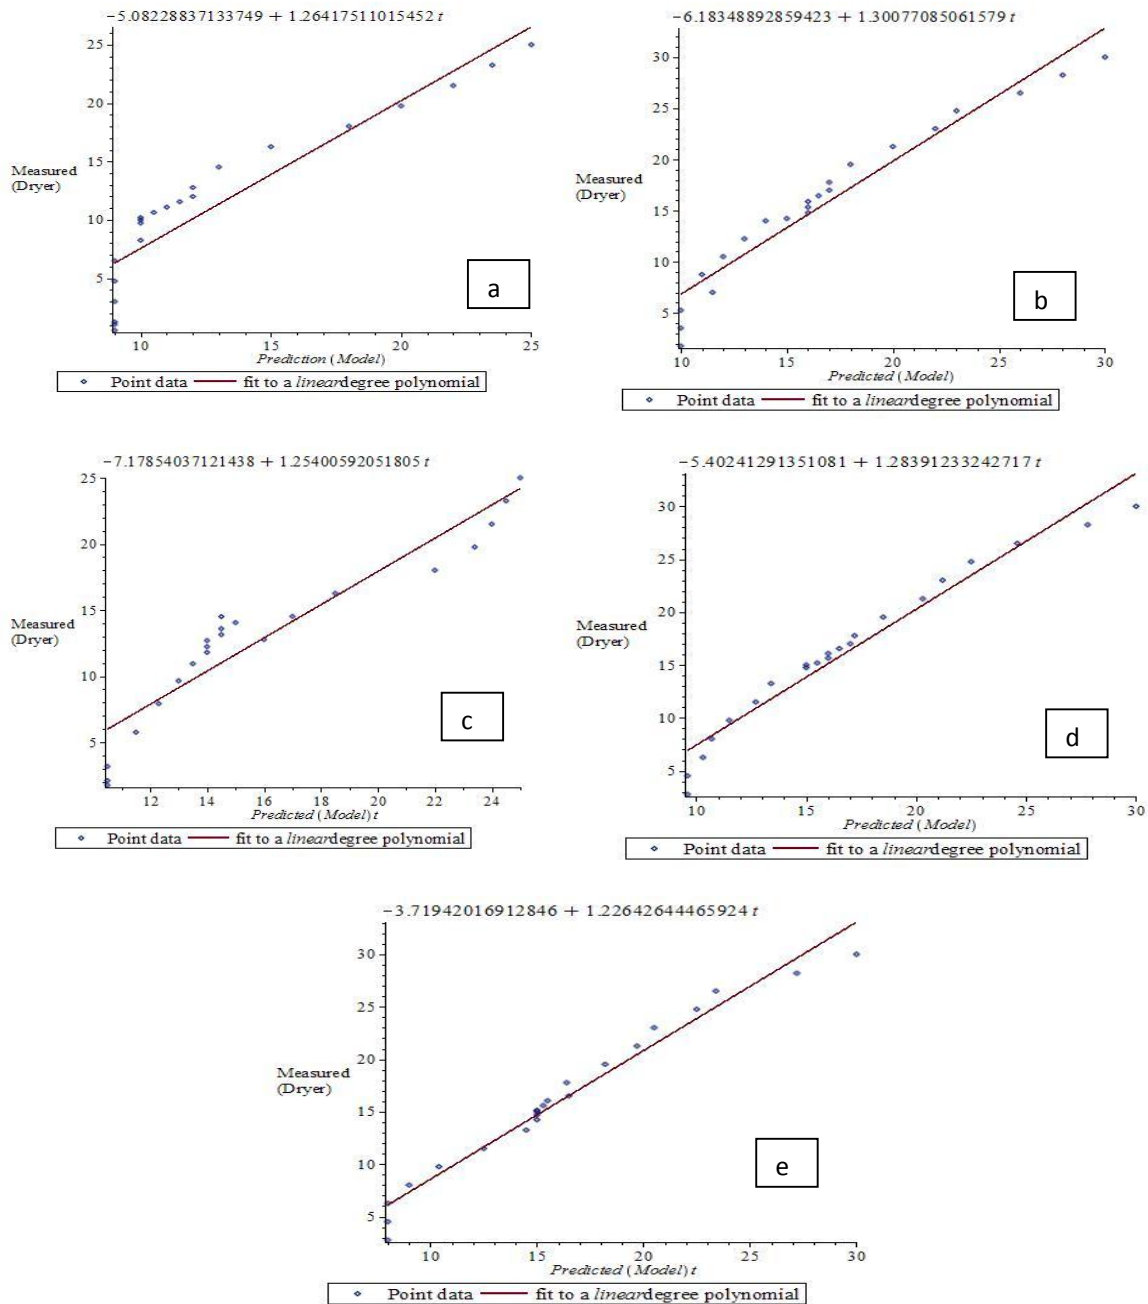 −5.08228837133749 + 1.26417511015452 t
25
20
Measured
(Dryer)
15
10
5
a
10 15 20 25
Prediction (Model)
Point data fit to a lineardegree polynomial
−6.18348892859423 + 1.30077085061579 t
30
25
Measured
(Dryer)
20
15
10
5
b
10 15 20 25 30
Predicted (Model)
Point data fit to a lineardegree polynomial
−7.17854037121438 + 1.25400592051805 t
25
20
Measured
(Dryer)
15
10
5
c
12 14 16 18 20 22 24
Predicted (Model) t
Point data fit to a lineardegree polynomial
−5.40241291351081 + 1.28391233242717 t
30
25
Measured
(Dryer)
20
15
10
5
d
10 15 20 25 30
Predicted (Model)
Point data fit to a lineardegree polynomial
−3.71942016912846 + 1.22642644465924 t
30
25
Measured
(Dryer)
20
15
10
5
e
10 15 20 25 30
Predicted (Model) t
Point data fit to a lineardegree polynomial